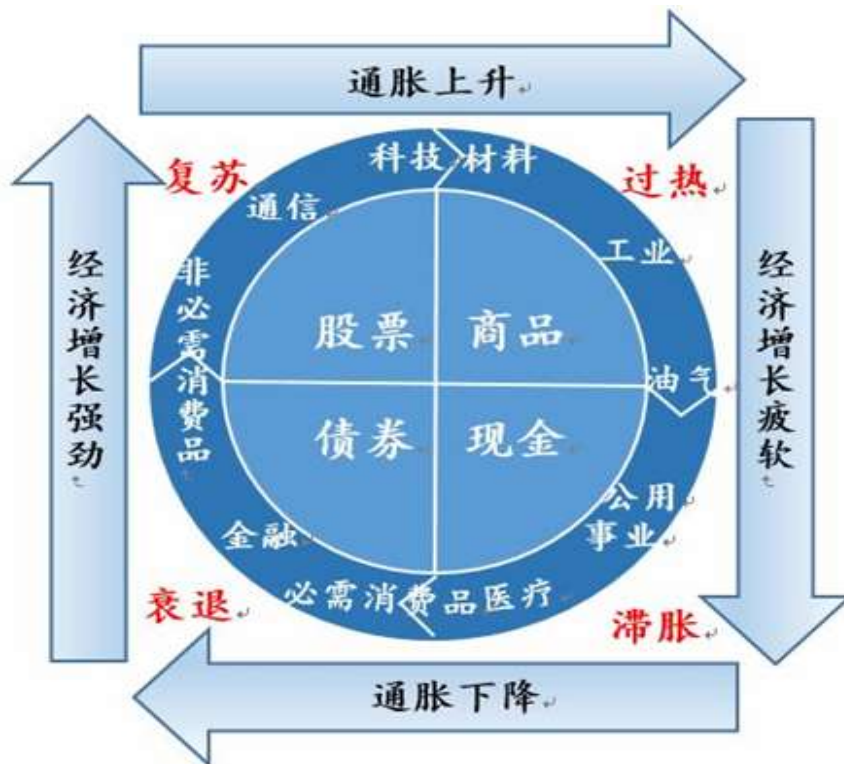 通胀上升
复苏
科技
材料
过热
通信
工业
经济增长强劲
非必需消费品
股票
商品
油气
经济增长疲软
债券
现金
金融
公用
事业
衰退
必需消费品医疗
滞胀
通胀下降